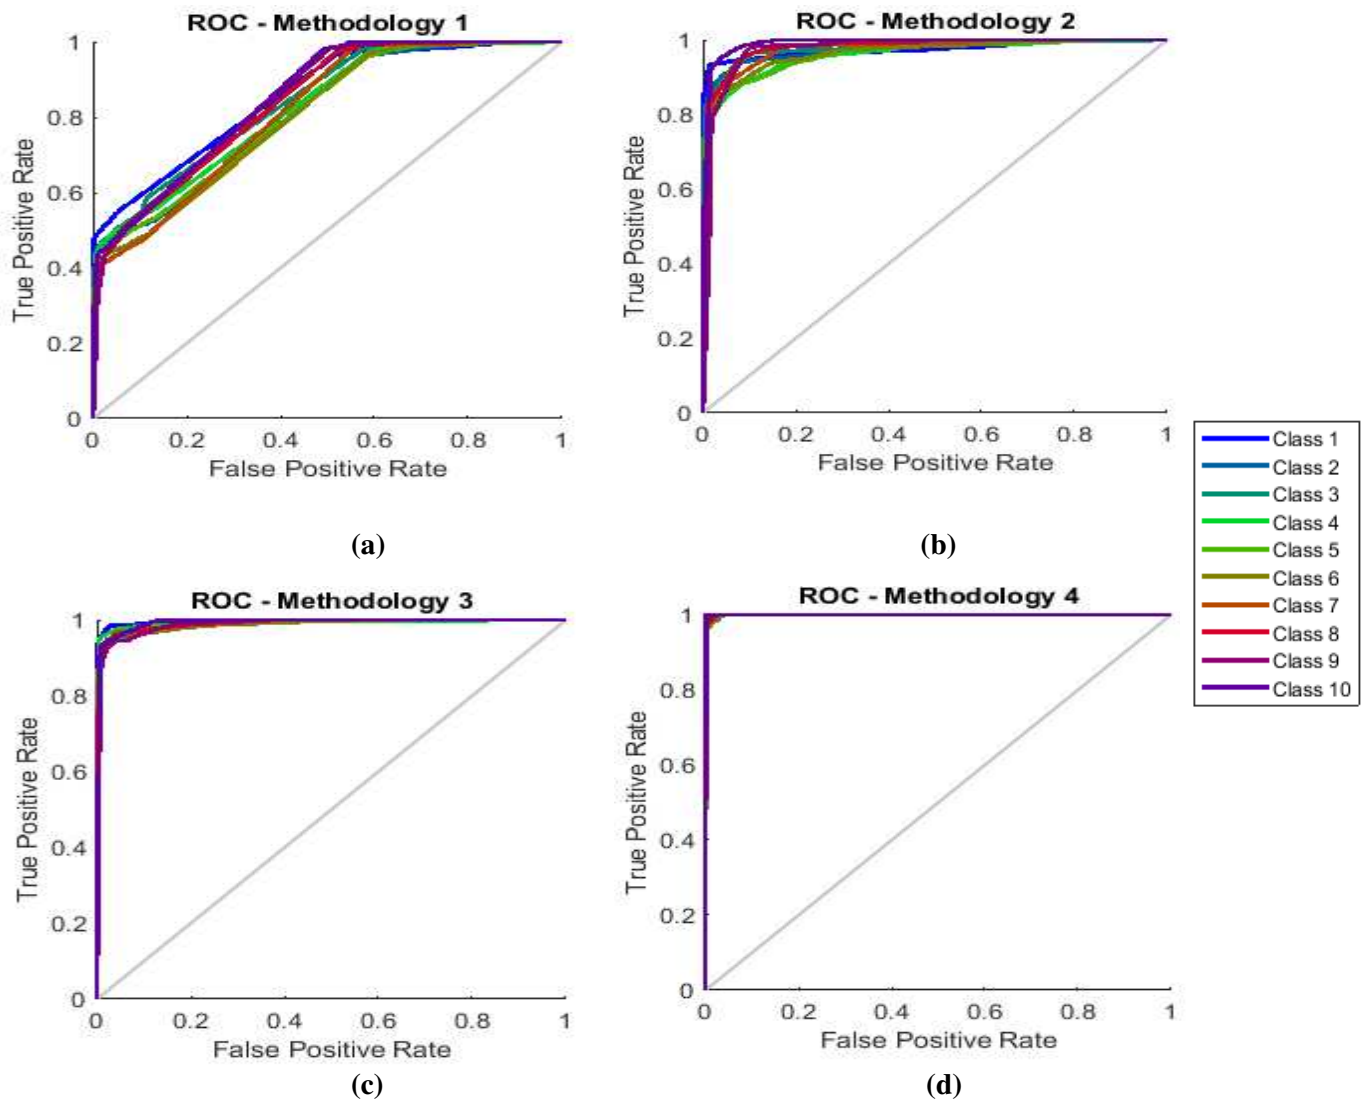 ROC - Methodology 1
True Positive Rate
1
0.8
0.6
0.4
0.2
0
0 0.2 0.4 0.6 0.8 1
False Positive Rate
(a)
ROC - Methodology 2
True Positive Rate
1
0.8
0.6
0.4
0.2
0
0 0.2 0.4 0.6 0.8 1
False Positive Rate
(b)
Class 1
Class 2
Class 3
Class 4
Class 5
Class 6
Class 7
Class 8
Class 9
Class 10
ROC - Methodology 3
True Positive Rate
1
0.8
0.6
0.4
0.2
0
0 0.2 0.4 0.6 0.8 1
False Positive Rate
(c)
ROC - Methodology 4
True Positive Rate
1
0.8
0.6
0.4
0.2
0
0 0.2 0.4 0.6 0.8 1
False Positive Rate
(d)